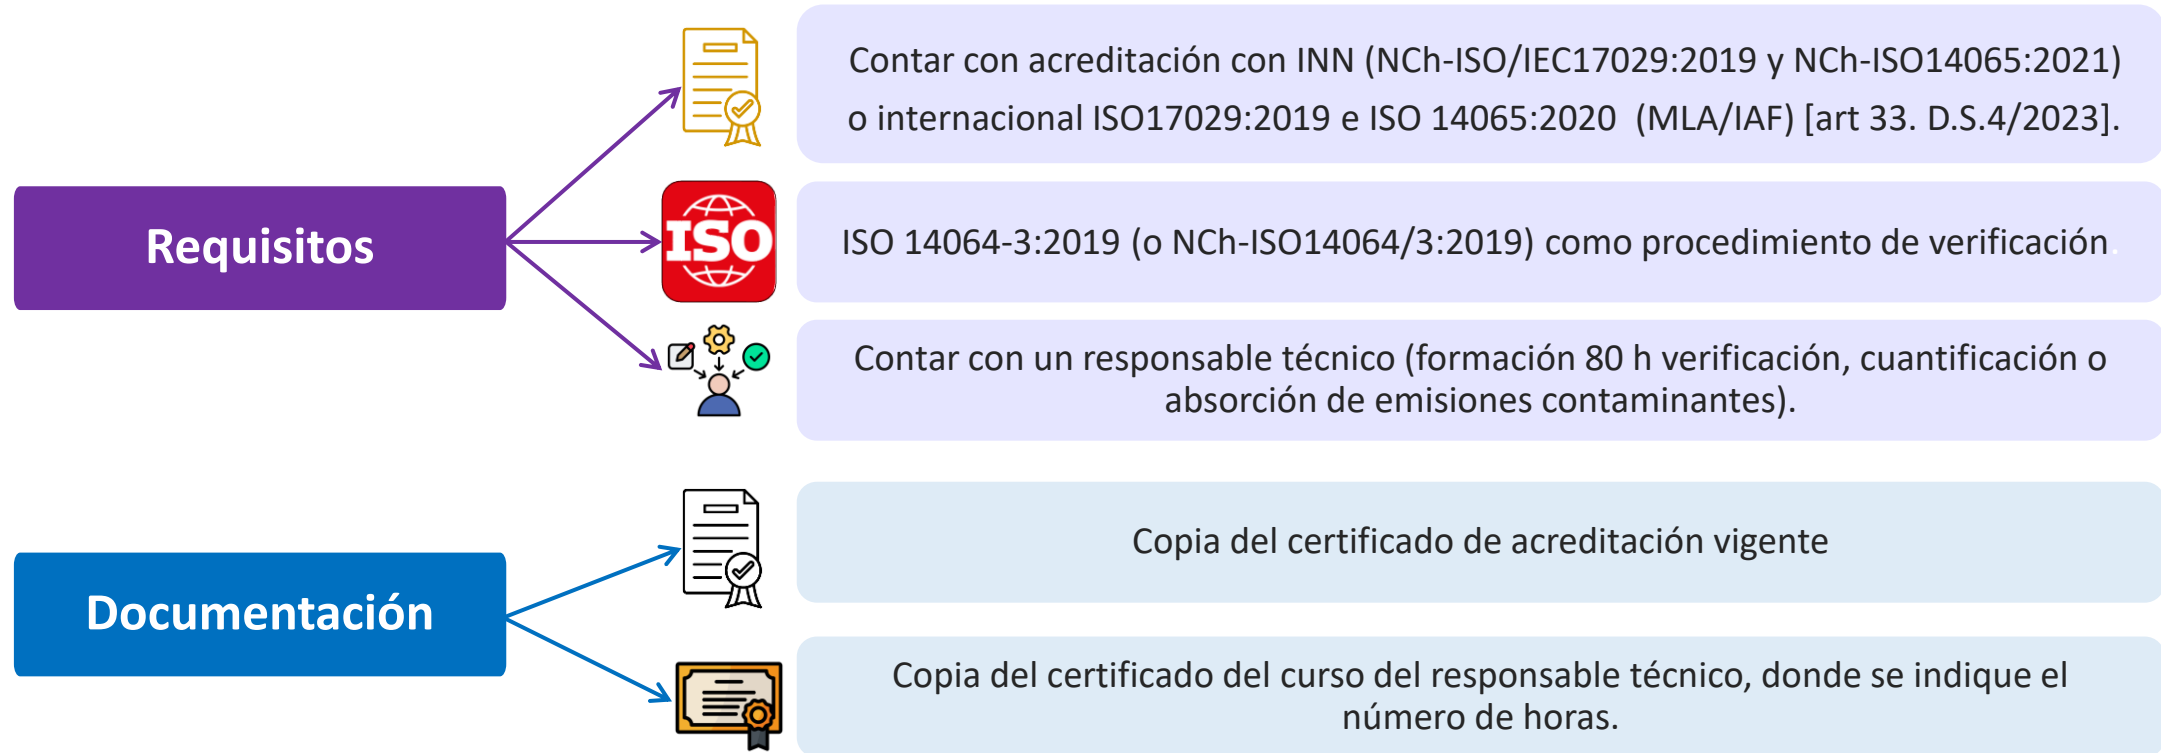 Contar con acreditación con INN (NCh-ISO/IEC17029:2019 y NCh-ISO14065:2021)
o internacional ISO17029:2019 e ISO 14065:2020 (MLA/IAF) [art 33. D.S.4/2023].
Requisitos
ISO
ISO 14064-3:2019 (o NCh-ISO14064/3:2019) como procedimiento de verificación.
Contar con un responsable técnico (formación 80 h verificación, cuantificación o
absorción de emisiones contaminantes).
Documentación
Copia del certificado de acreditación vigente
Copia del certificado del curso del responsable técnico, donde se indique el
número de horas.